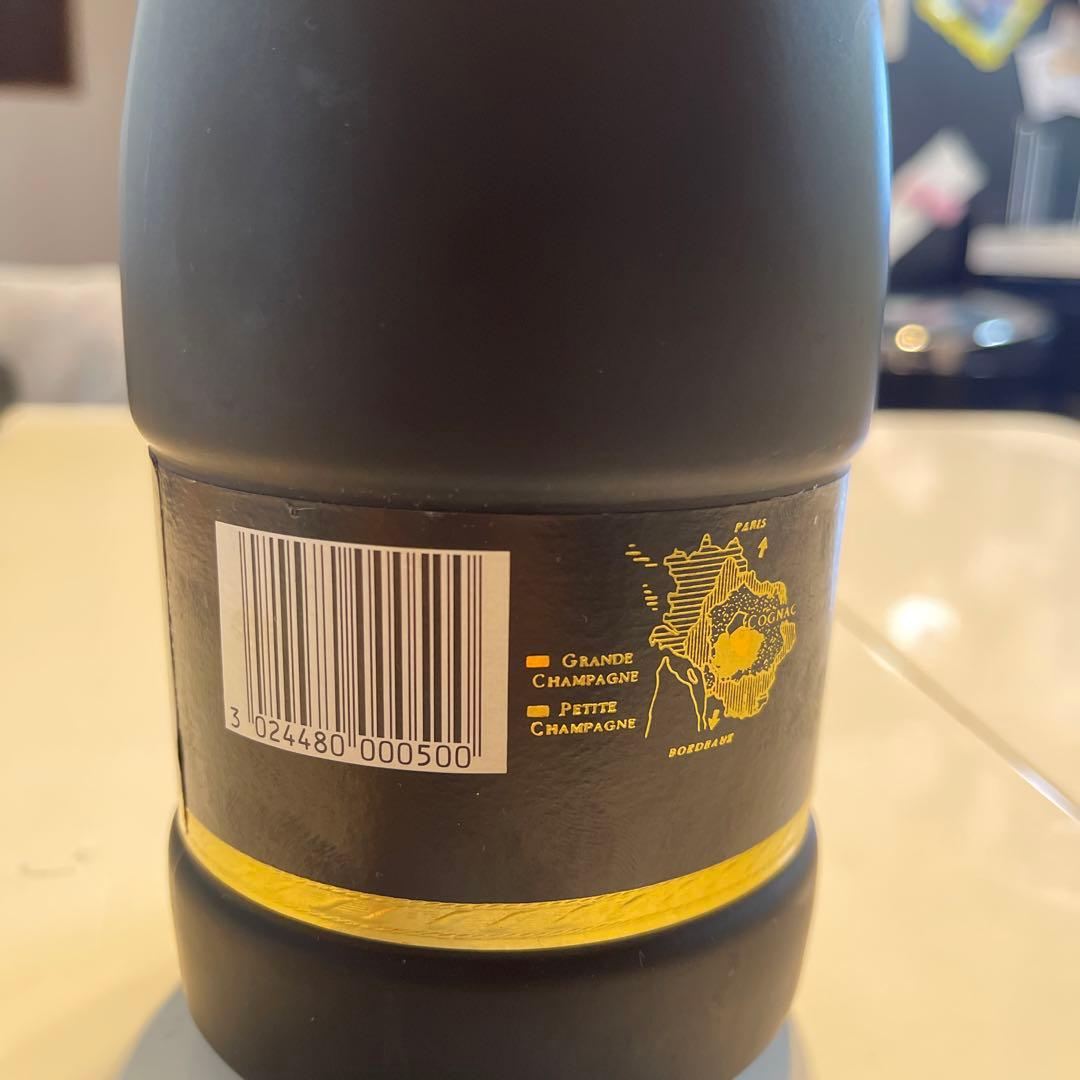 3 024480 000500
GRANDE
CHAMPAGNE
PETITE
CHAMPAGNE
PARIS
COGNAC
BORDEAUX